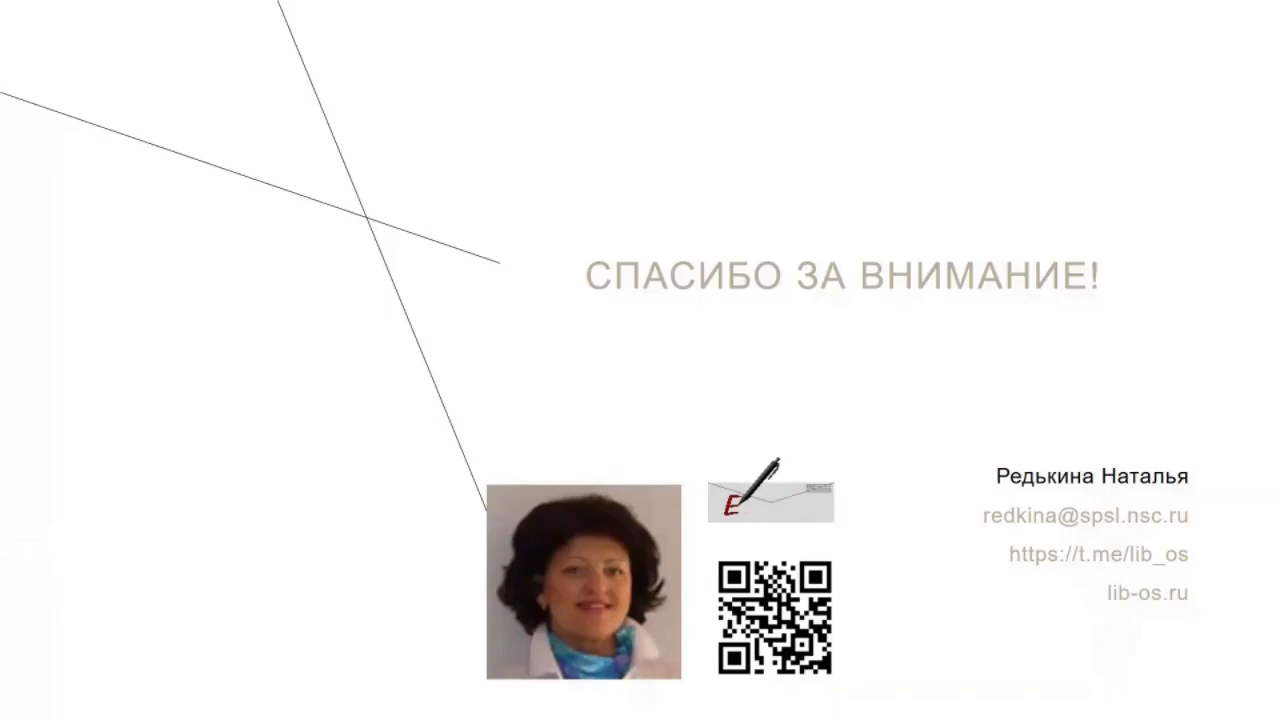 СПАСИБО ЗА ВНИМАНИЕ!
E
Редькина Наталья
redkina@spsl.nsc.ru
https://t.me/lib_os
lib-os.ru